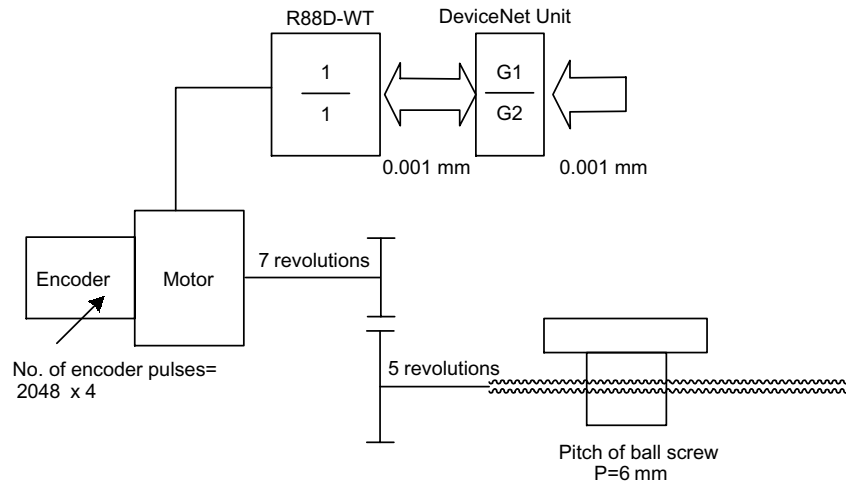 R88D-WT
DeviceNet Unit
1
1
G1
G2
0.001 mm
0.001 mm
Encoder
Motor
7 revolutions
5 revolutions
No. of encoder pulses=
2048 x 4
Pitch of ball screw
P=6 mm